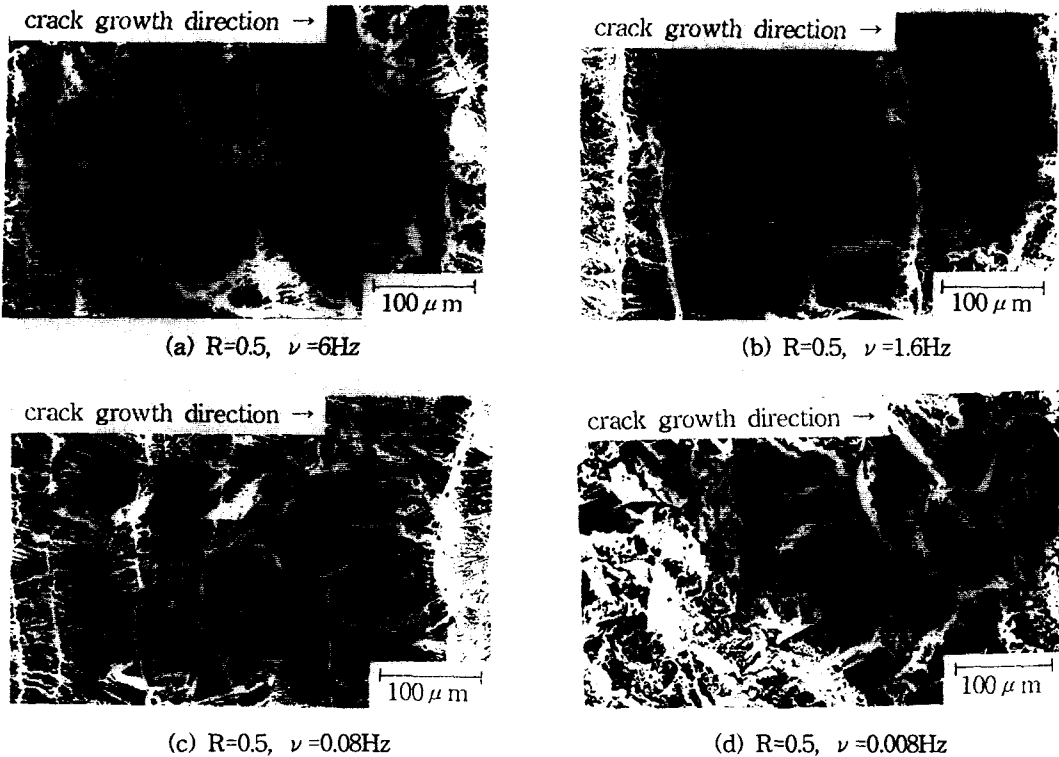 crack growth direction →
crack growth direction →
100 μm
100 μm
(a) R=0.5, ν=6Hz
(b) R=0.5, ν=1.6Hz
crack growth direction →
crack growth direction →
100 μm
100 μm
(c) R=0.5, ν=0.08Hz
(d) R=0.5, ν=0.008Hz